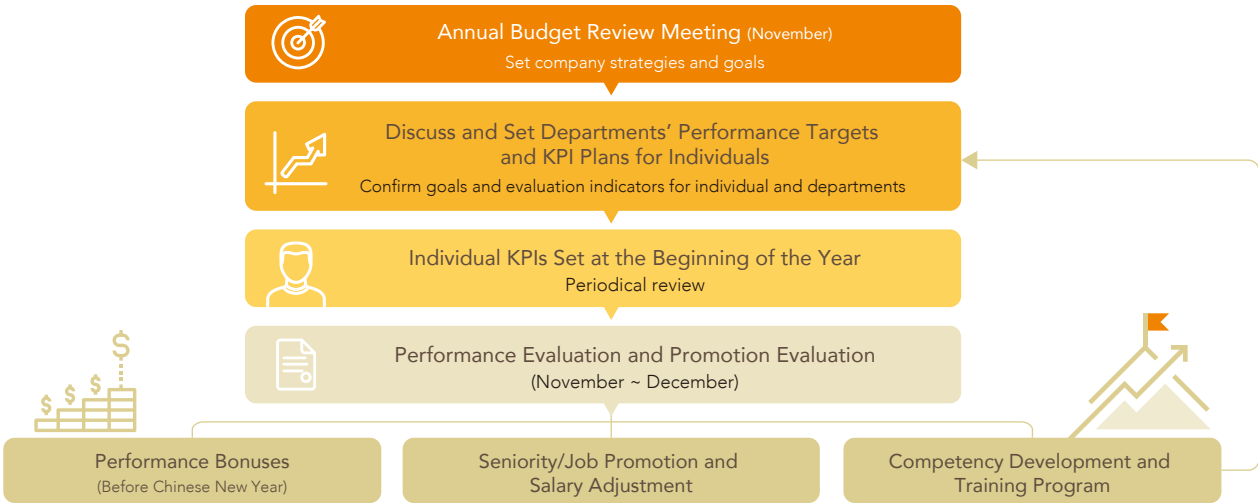 Annual Budget Review Meeting (November)
Set company strategies and goals
Discuss and Set Departments’ Performance Targets
and KPI Plans for Individuals
Confirm goals and evaluation indicators for individual and departments
Individual KPIs Set at the Beginning of the Year
Periodical review
Performance Evaluation and Promotion Evaluation
(November ~ December)
$
$ $ $
Performance Bonuses
(Before Chinese New Year)
Seniority/Job Promotion and
Salary Adjustment
Competency Development and
Training Program